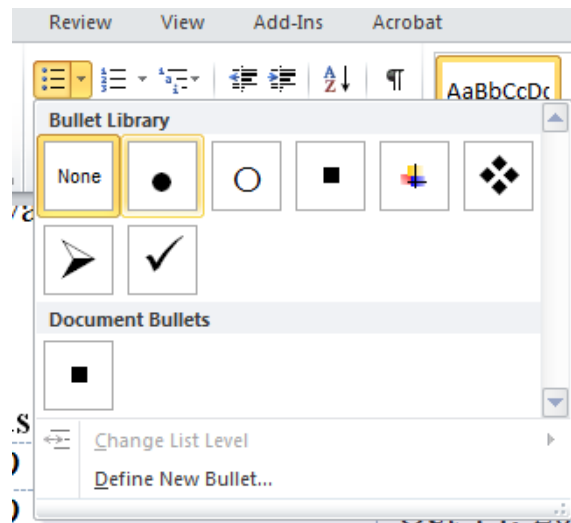 Review View Add-Ins Acrobat
AaBbCcDc
Bullet Library
None
Document Bullets
Change List Level
Define New Bullet...